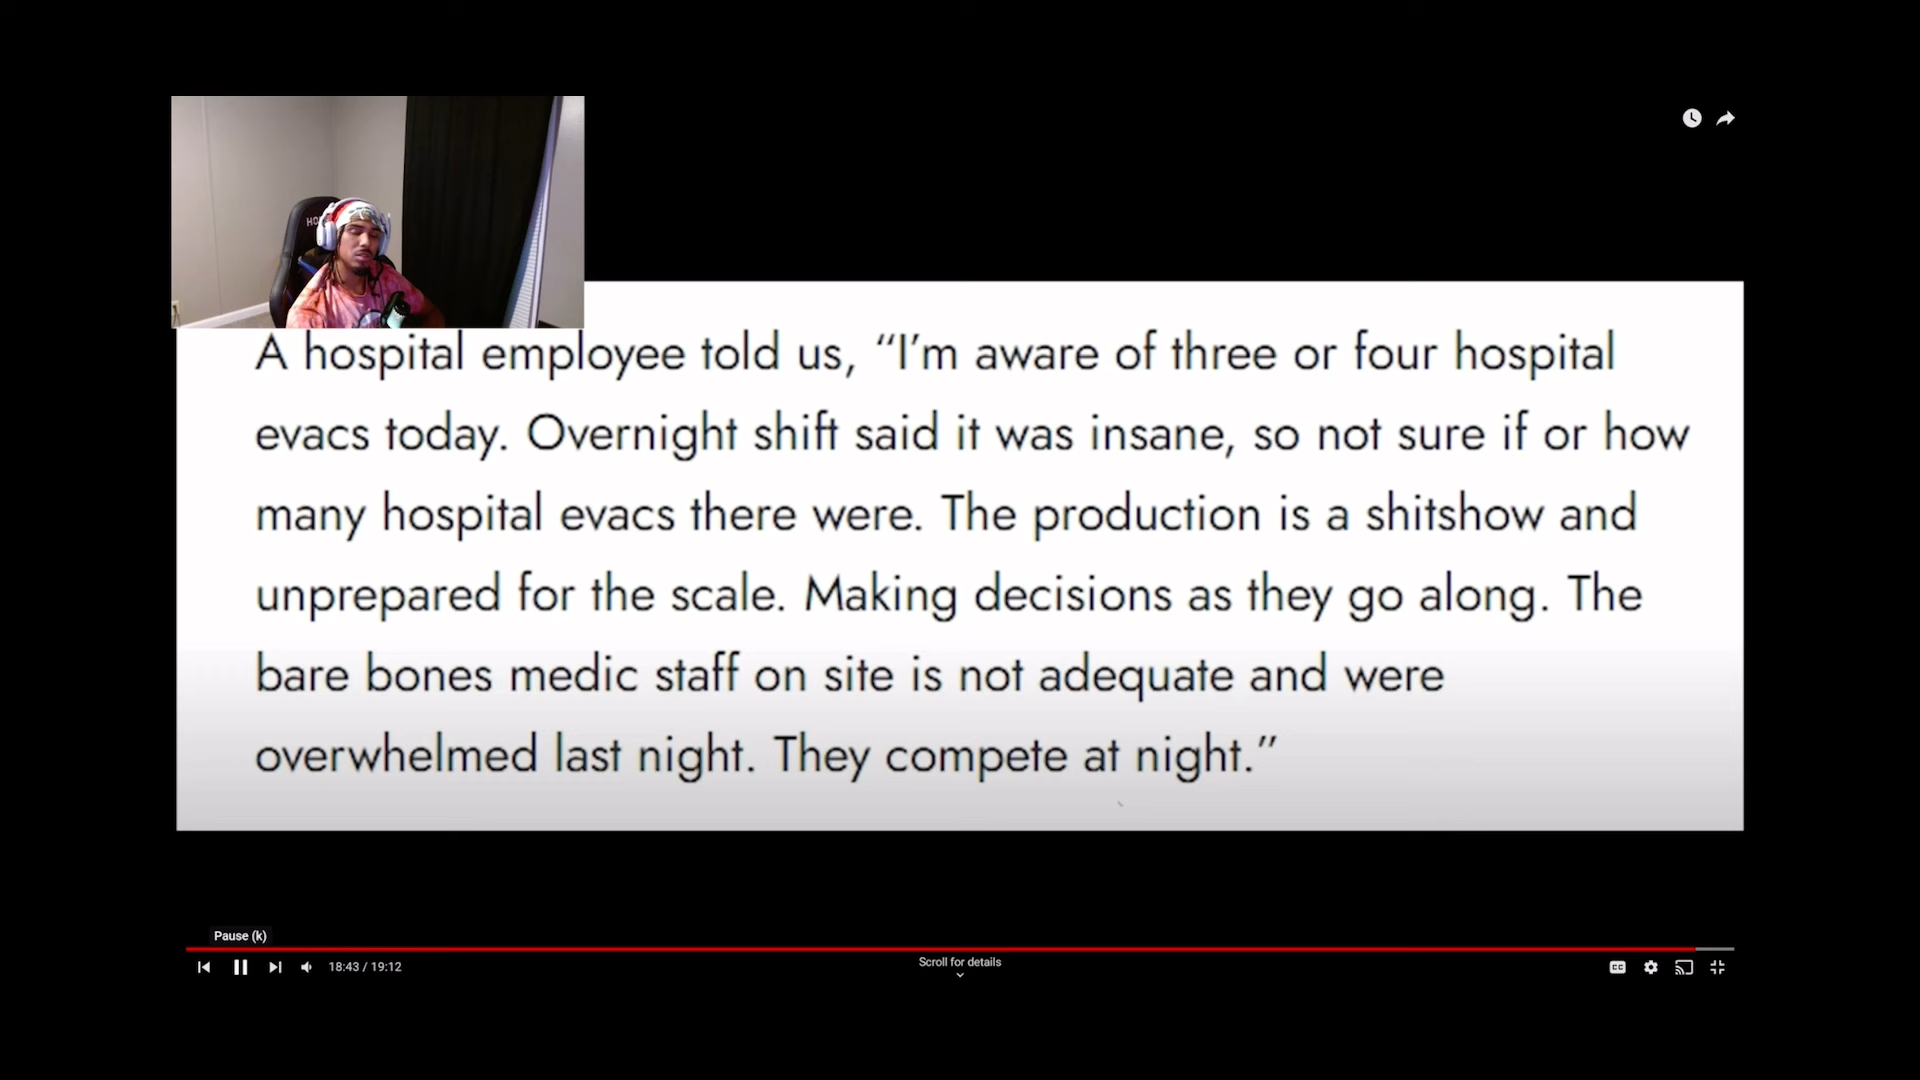 A hospital employee told us, “I’m aware of three or four hospital
evacs today. Overnight shift said it was insane, so not sure if or how
many hospital evacs there were. The production is a shitshow and
unprepared for the scale. Making decisions as they go along. The
bare bones medic staff on site is not adequate and were
overwhelmed last night. They compete at night.”
Pause (k)
18:43 / 19:12
Scroll for details
CC